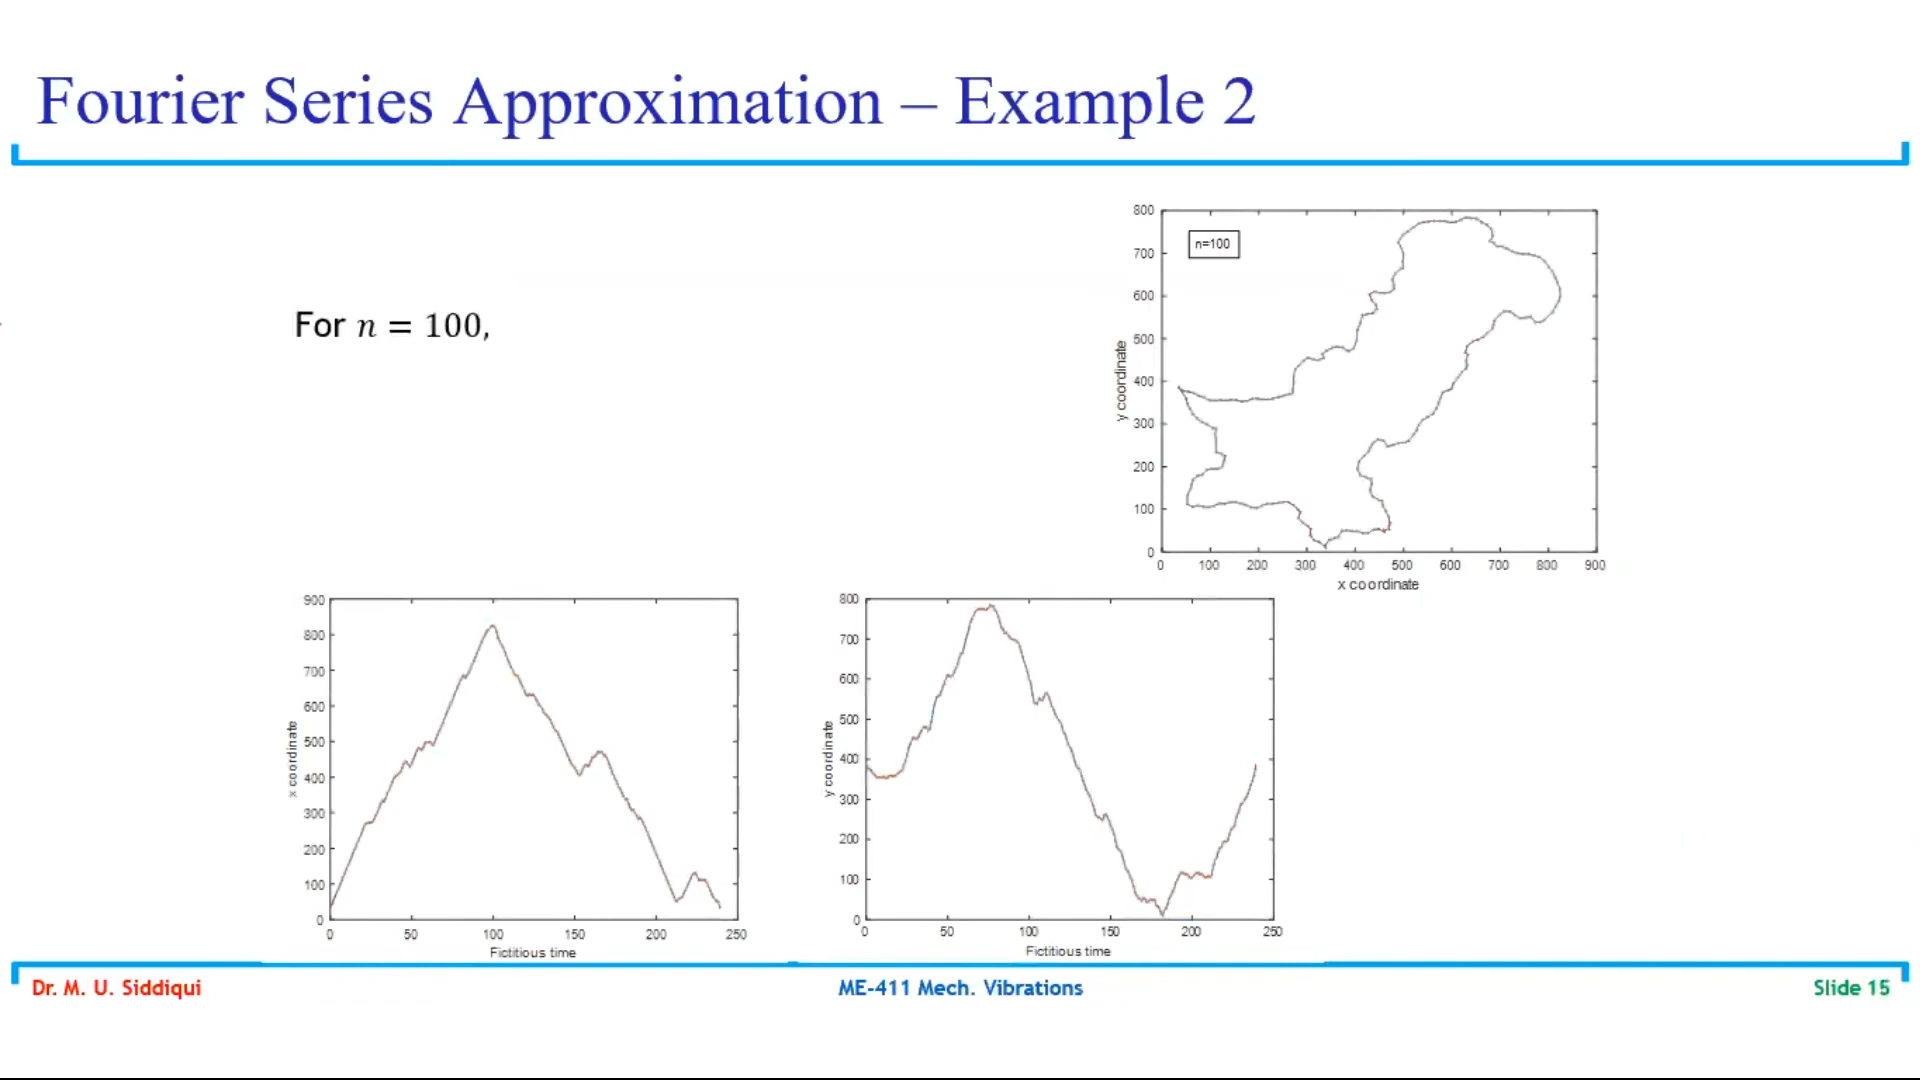 Fourier Series Approximation – Example 2
For n = 100,
n=100
800
700
600
500
400
300
200
100
0
y coordinate
0 100 200 300 400 500 600 700 800 900
x coordinate
900
800
700
600
500
400
300
200
100
0
x coordinate
0 50 100 150 200 250
Fictitious time
800
700
600
500
400
300
200
100
0
y coordinate
0 50 100 150 200 250
Fictitious time
Dr. M. U. Siddiqui
ME-411 Mech. Vibrations
Slide 15